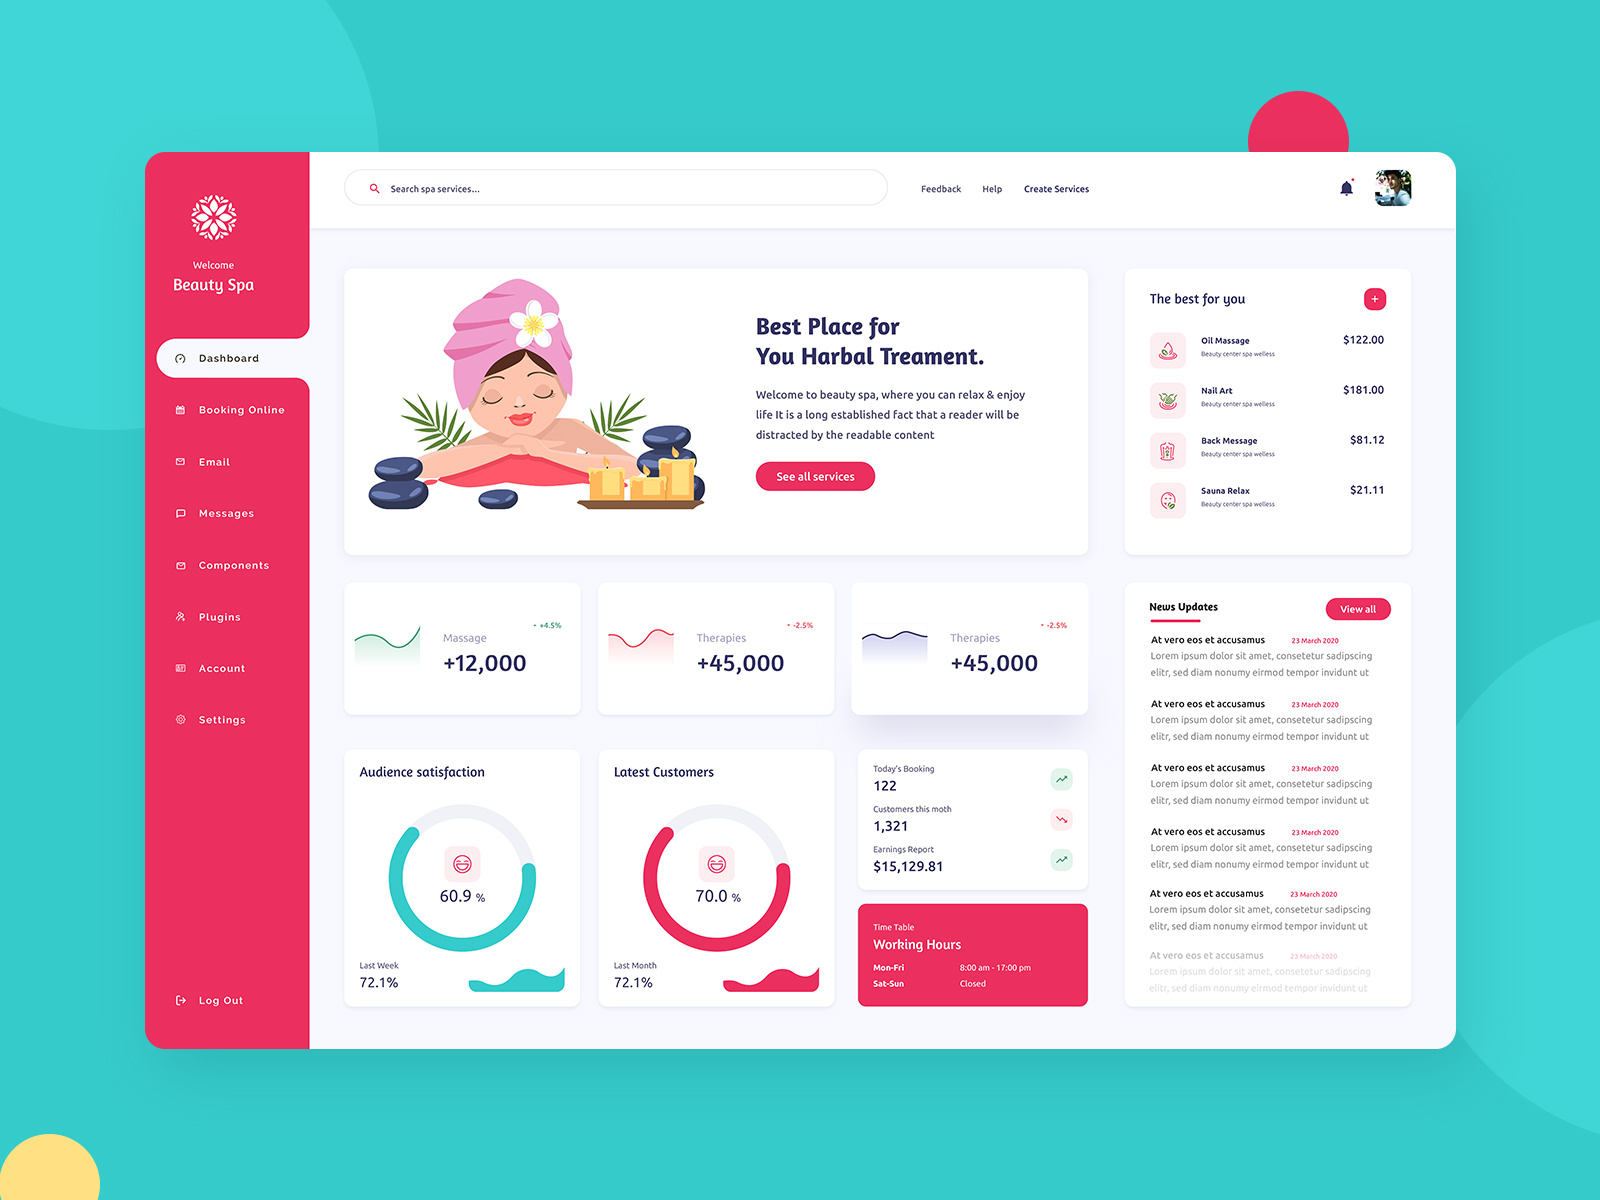 Welcome
Beauty Spa
Dashboard
Booking Online
Email
Messages
Components
Plugins
Account
Settings
Log Out
Search spa services...
Feedback
Help
Create Services
Best Place for
You Harbal Treament.
Welcome to beauty spa, where you can relax & enjoy
life It is a long established fact that a reader will be
distracted by the readable content
See all services
The best for you
+
Oil Massage
$122.00
Beauty center spa welless
Nail Art
$181.00
Beauty center spa welless
Back Message
$81.12
Beauty center spa welless
Sauna Relax
$21.11
Beauty center spa welless
+4.5%
Massage
+12,000
-2.5%
Therapies
+45,000
-2.5%
Therapies
+45,000
Audience satisfaction
60.9 %
Last Week
72.1%
Latest Customers
70.0 %
Last Month
72.1%
Today's Booking
122
Customers this moth
1,321
Earnings Report
$15,129.81
Time Table
Working Hours
Mon-Fri 8:00 am - 17:00 pm
Sat-Sun Closed
News Updates
View all
At vero eos et accusamus 23 March 2020
Lorem ipsum dolor sit amet, consetetur sadipscing
elitr, sed diam nonumy eirmod tempor invidunt ut
At vero eos et accusamus 23 March 2020
Lorem ipsum dolor sit amet, consetetur sadipscing
elitr, sed diam nonumy eirmod tempor invidunt ut
At vero eos et accusamus 23 March 2020
Lorem ipsum dolor sit amet, consetetur sadipscing
elitr, sed diam nonumy eirmod tempor invidunt ut
At vero eos et accusamus 23 March 2020
Lorem ipsum dolor sit amet, consetetur sadipscing
elitr, sed diam nonumy eirmod tempor invidunt ut
At vero eos et accusamus 23 March 2020
Lorem ipsum dolor sit amet, consetetur sadipscing
elitr, sed diam nonumy eirmod tempor invidunt ut
At vero eos et accusamus 23 March 2020
Lorem ipsum dolor sit amet, consetetur sadipscing
elitr, sed diam nonumy eirmod tempor invidunt ut